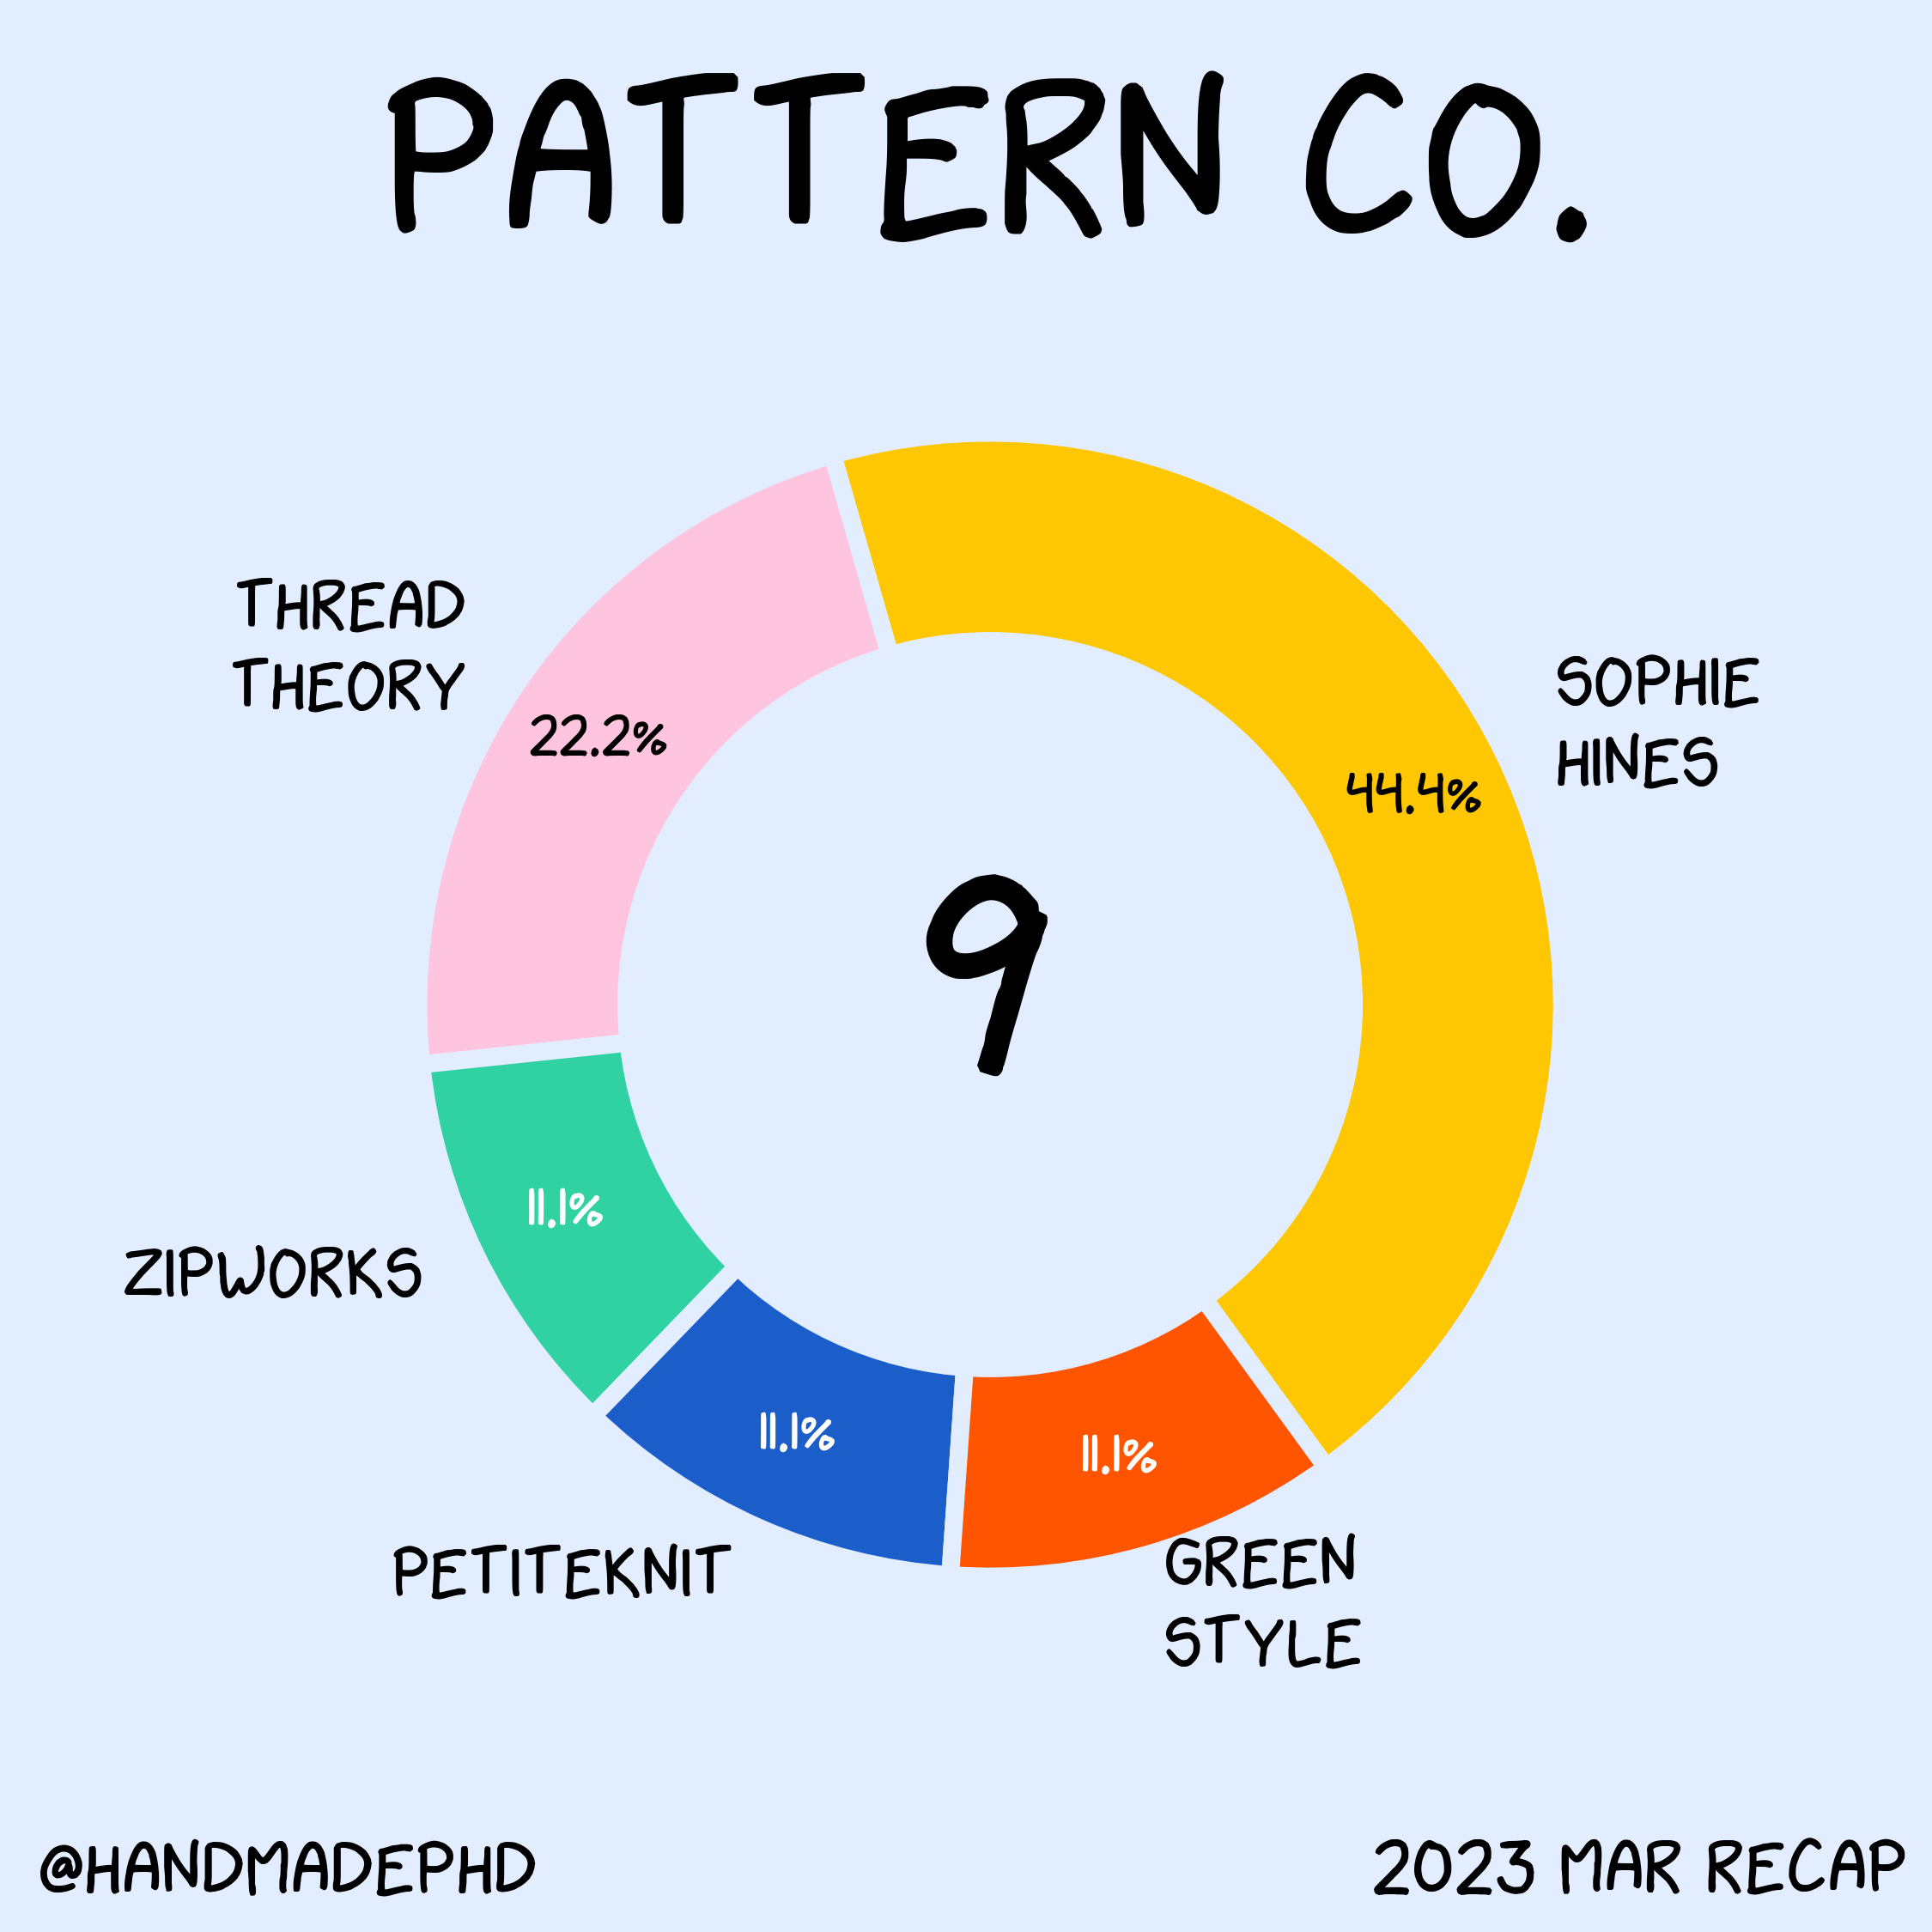 PATTERN CO.
THREAD
THEORY
22.2%
SOPHIE
HINES
44.4%
9
11.1%
ZIPWORKS
11.1%
11.1%
PETITEKNIT
GREEN
STYLE
@HANDMADEPHD
2023 MAR RECAP